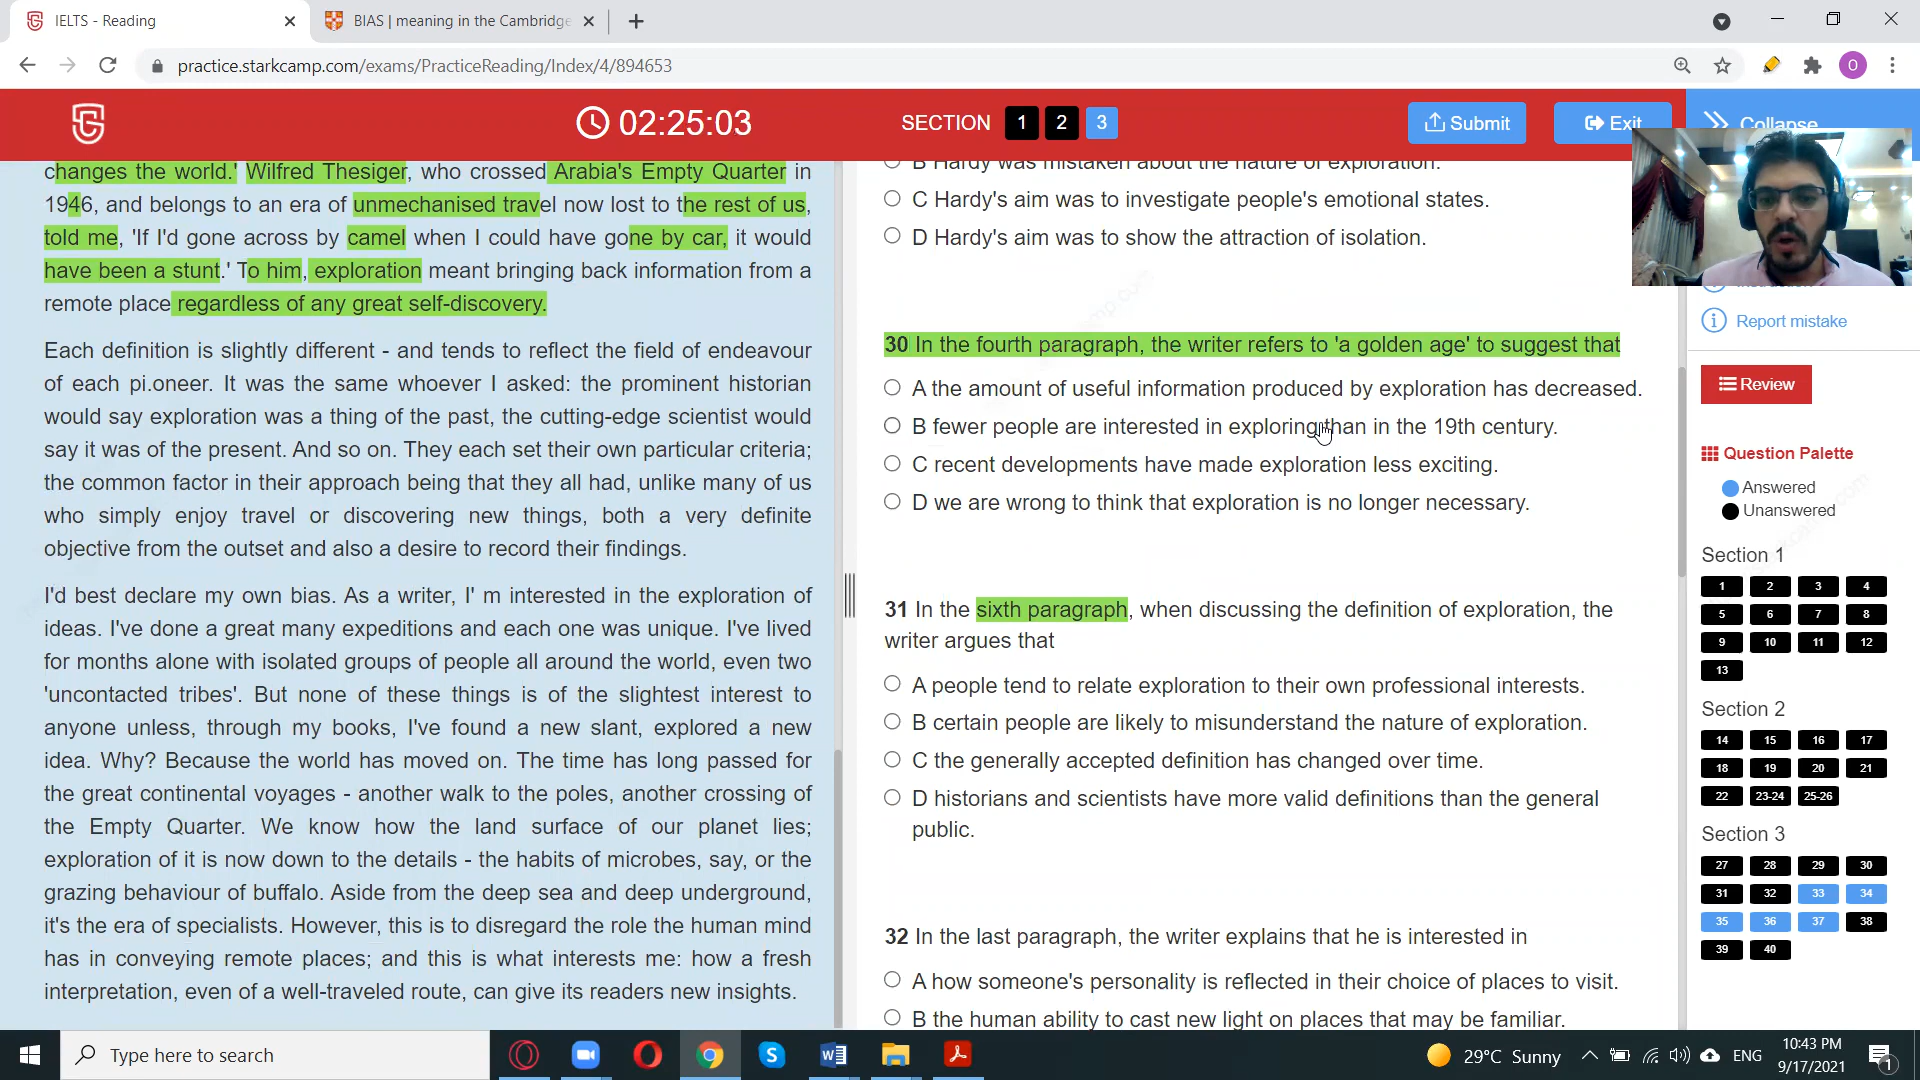 IELTS - Reading
BIAS | meaning in the Cambridge
practice.starkcamp.com/exams/PracticeReading/Index/4/894653
O
02:25:03
SECTION 1 2 3
Submit
Exit
Collapse
changes the world.' Wilfred Thesiger, who crossed Arabia's Empty Quarter in
1946, and belongs to an era of unmechanised travel now lost to the rest of us,
told me, 'If I'd gone across by camel when I could have gone by car, it would
have been a stunt.' To him, exploration meant bringing back information from a
remote place regardless of any great self-discovery.
Each definition is slightly different - and tends to reflect the field of endeavour
of each pi.oneer. It was the same whoever I asked: the prominent historian
would say exploration was a thing of the past, the cutting-edge scientist would
say it was of the present. And so on. They each set their own particular criteria;
the common factor in their approach being that they all had, unlike many of us
who simply enjoy travel or discovering new things, both a very definite
objective from the outset and also a desire to record their findings.
I'd best declare my own bias. As a writer, I' m interested in the exploration of
ideas. I've done a great many expeditions and each one was unique. I've lived
for months alone with isolated groups of people all around the world, even two
'uncontacted tribes'. But none of these things is of the slightest interest to
anyone unless, through my books, I've found a new slant, explored a new
idea. Why? Because the world has moved on. The time has long passed for
the great continental voyages - another walk to the poles, another crossing of
the Empty Quarter. We know how the land surface of our planet lies;
exploration of it is now down to the details - the habits of microbes, say, or the
grazing behaviour of buffalo. Aside from the deep sea and deep underground,
it's the era of specialists. However, this is to disregard the role the human mind
has in conveying remote places; and this is what interests me: how a fresh
interpretation, even of a well-traveled route, can give its readers new insights.
B Hardy was mistaken about the nature of exploration.
C Hardy's aim was to investigate people's emotional states.
D Hardy's aim was to show the attraction of isolation.
30 In the fourth paragraph, the writer refers to 'a golden age' to suggest that
A the amount of useful information produced by exploration has decreased.
B fewer people are interested in exploring than in the 19th century.
C recent developments have made exploration less exciting.
D we are wrong to think that exploration is no longer necessary.
31 In the sixth paragraph, when discussing the definition of exploration, the
writer argues that
A people tend to relate exploration to their own professional interests.
B certain people are likely to misunderstand the nature of exploration.
C the generally accepted definition has changed over time.
D historians and scientists have more valid definitions than the general
public.
32 In the last paragraph, the writer explains that he is interested in
A how someone's personality is reflected in their choice of places to visit.
B the human ability to cast new light on places that may be familiar.
Report mistake
Review
Question Palette
Answered
Unanswered
Section 1
1 2 3 4
5 6 7 8
9 10 11 12
13
Section 2
14 15 16 17
18 19 20 21
22 23-24 25-26
Section 3
27 28 29 30
31 32 33 34
35 36 37 38
39 40
Type here to search
29°C Sunny
ENG
10:43 PM
9/17/2021
1